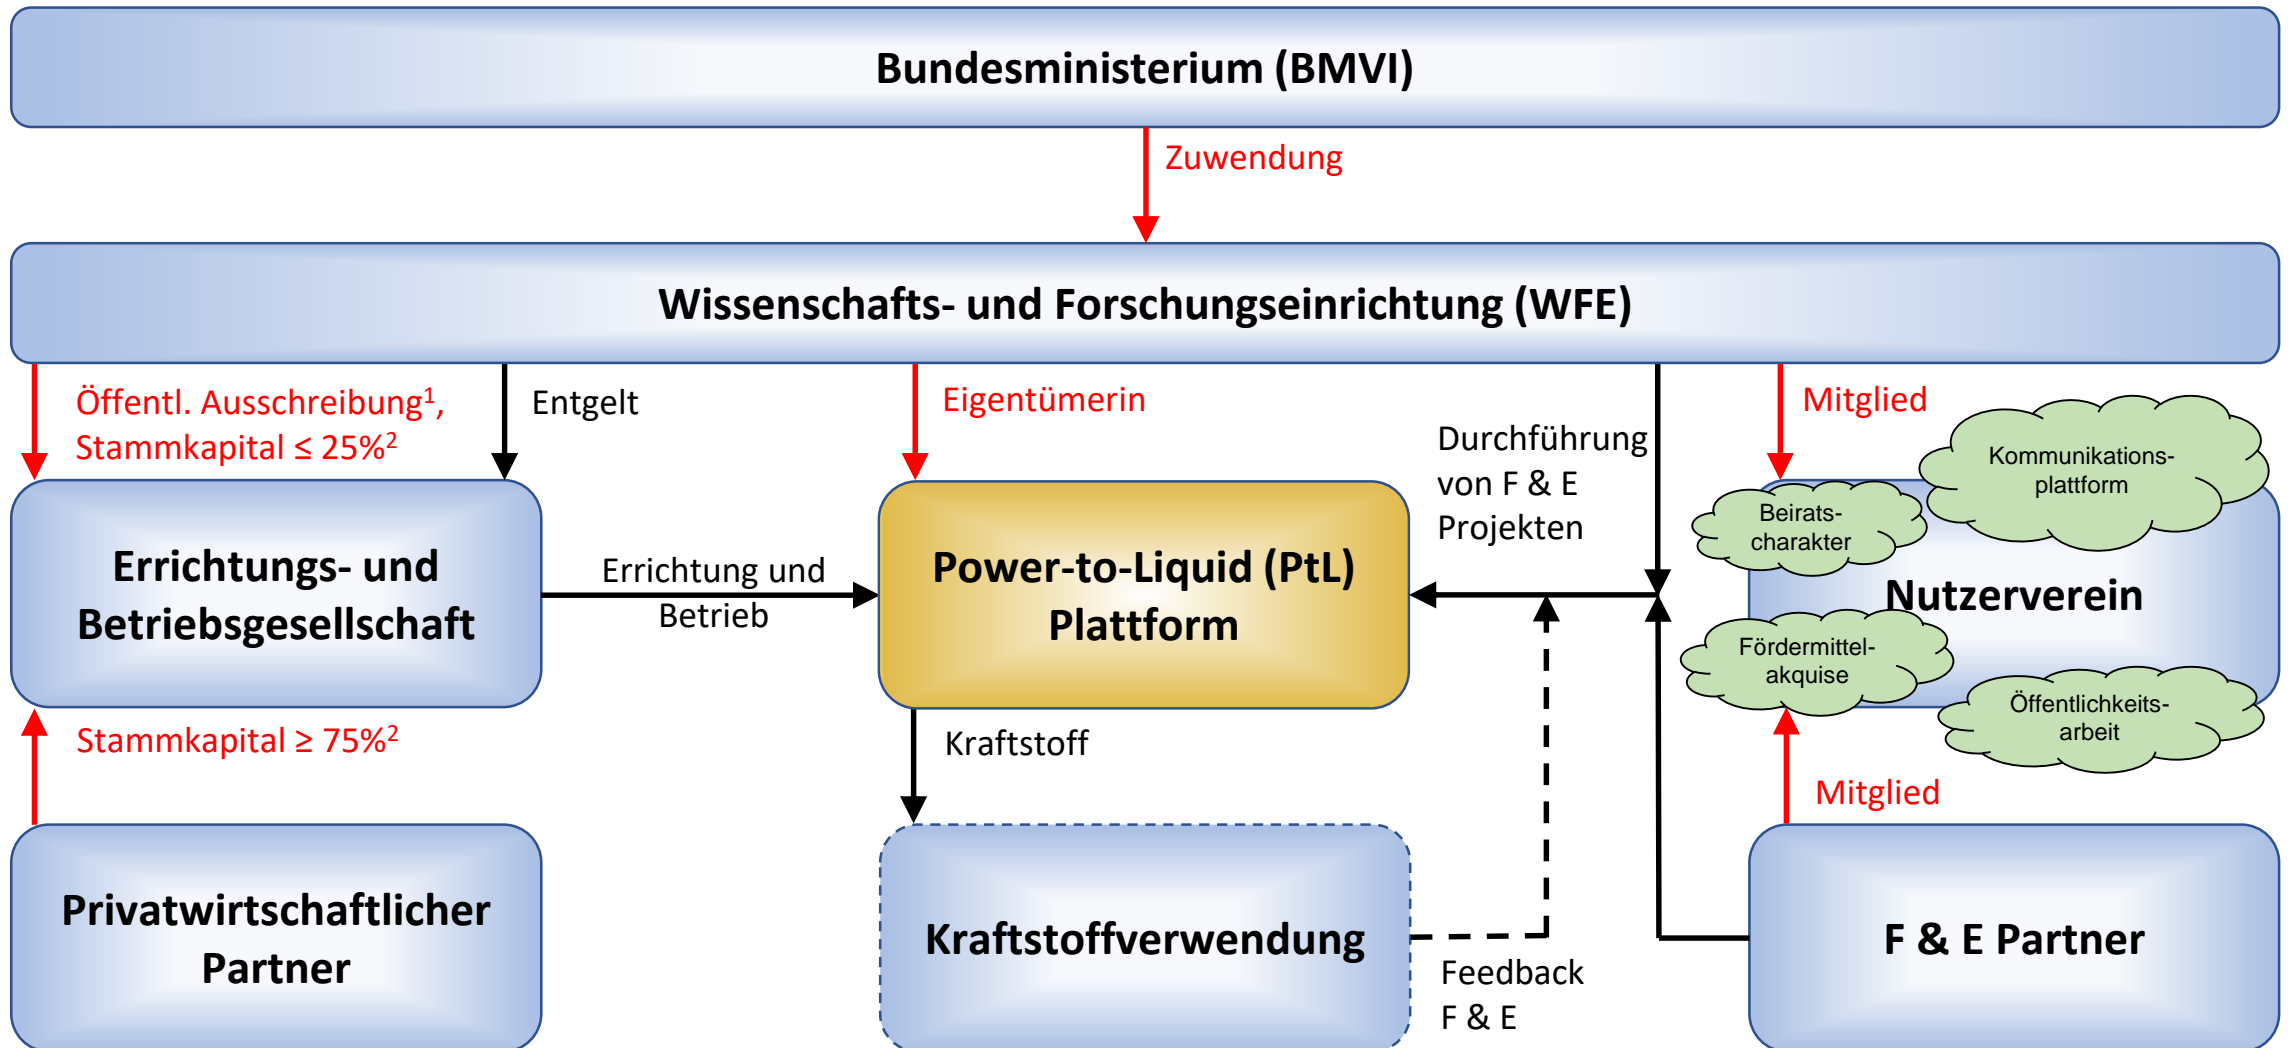 Bundesministerium (BMVI)
Zuwendung
Wissenschafts- und Forschungseinrichtung (WFE)
Öffentl. Ausschreibung¹,
Stammkapital ≤ 25%²
Entgelt
Eigentümerin
Durchführung
von F & E
Projekten
Mitglied
Kommunikations-
plattform
Beirats-
charakter
Errichtungs- und
Betriebsgesellschaft
Errichtung und
Betrieb
Power-to-Liquid (PtL)
Plattform
Nutzerverein
Fördermittel-
akquise
Öffentlichkeits-
arbeit
Stammkapital ≥ 75%²
Kraftstoff
Mitglied
Privatwirtschaftlicher
Partner
Kraftstoffverwendung
Feedback
F & E
F & E Partner